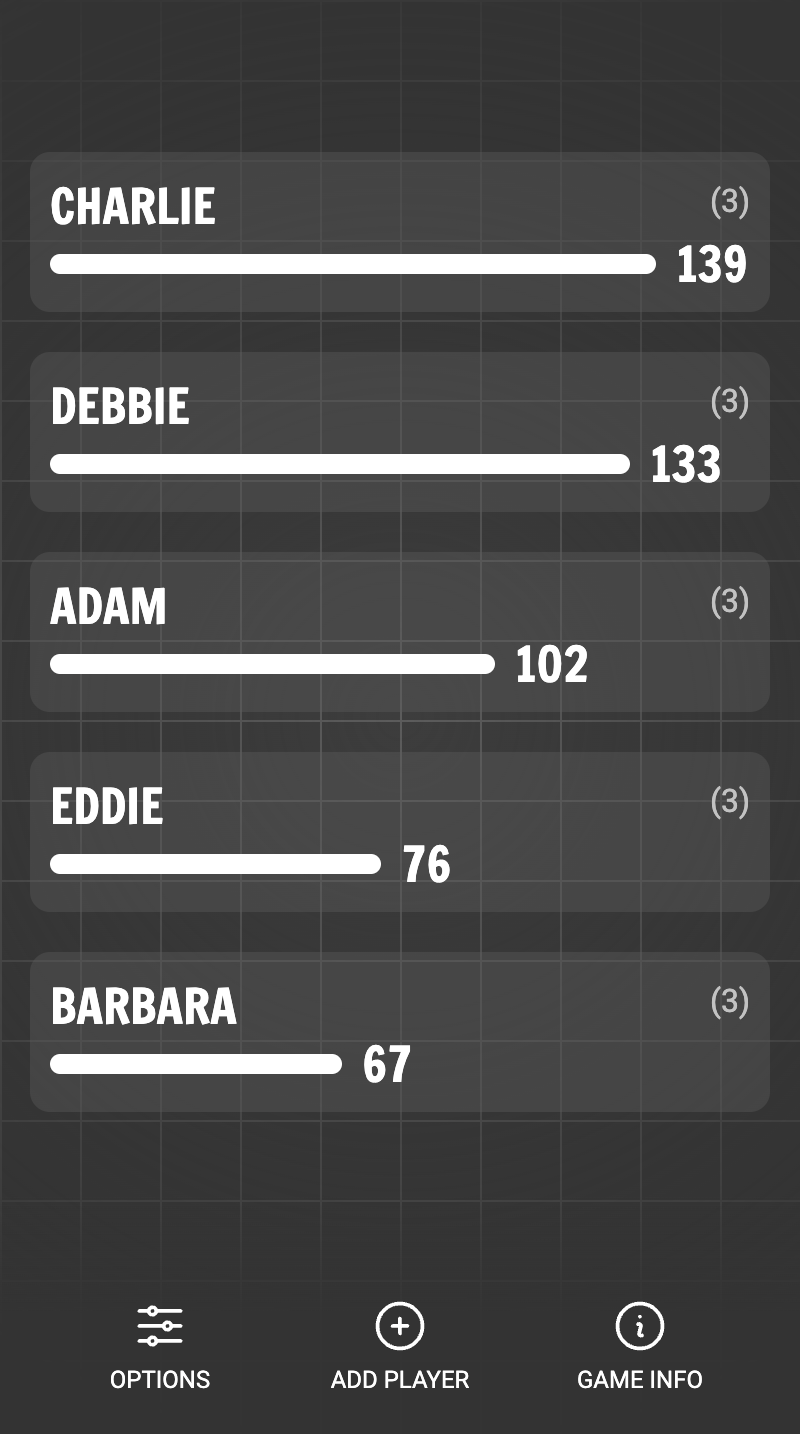 CHARLIE (3)
139
DEBBIE (3)
133
ADAM (3)
102
EDDIE (3)
76
BARBARA (3)
67
OPTIONS ADD PLAYER GAME INFO